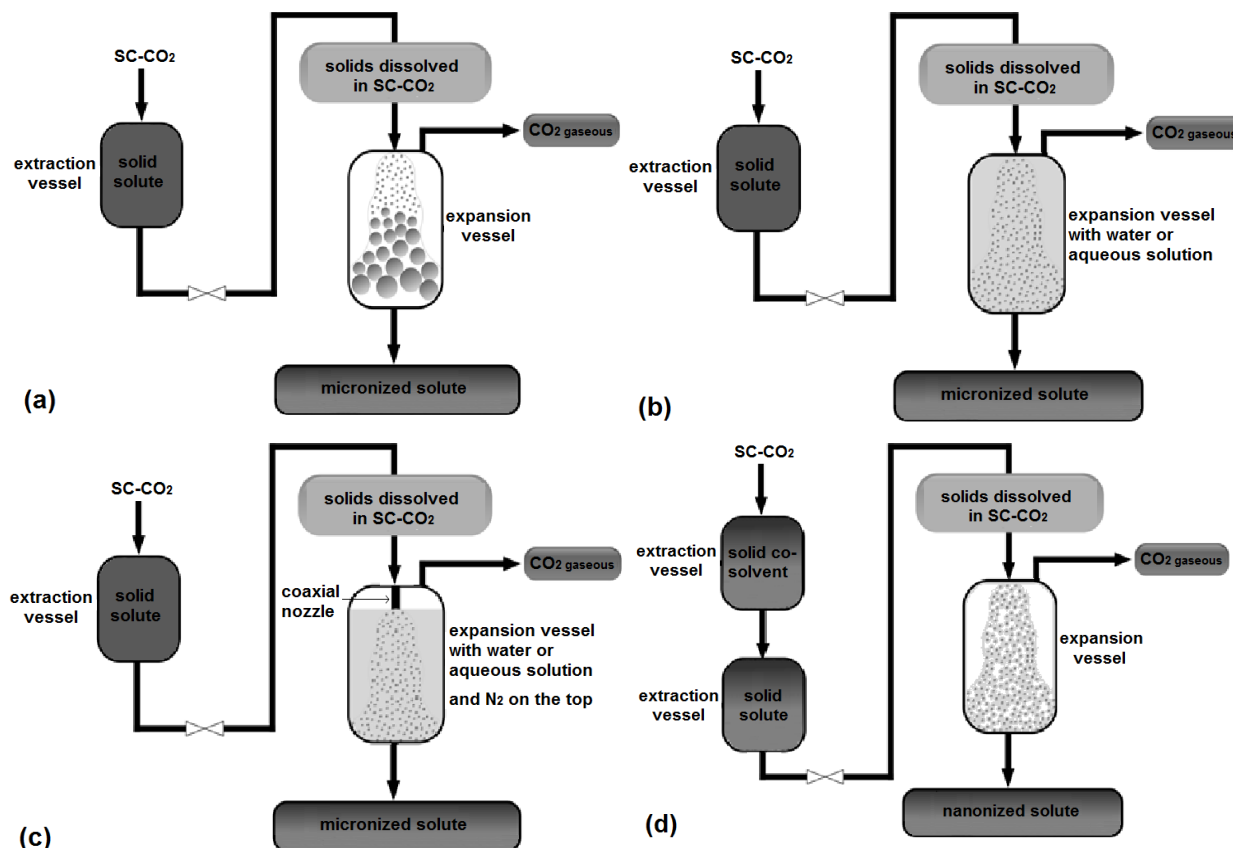 SC-CO2
solid
solute
extraction
vessel
solids dissolved
in SC-CO2
CO2 gaseous
expansion
vessel
micronized solute
(a)
SC-CO2
solid
solute
extraction
vessel
solids dissolved
in SC-CO2
CO2 gaseous
expansion vessel
with water or
aqueous solution
micronized solute
(b)
SC-CO2
solid
solute
extraction
vessel
solids dissolved
in SC-CO2
CO2 gaseous
coaxial
nozzle
expansion vessel
with water or
aqueous solution
and N2 on the top
micronized solute
(c)
SC-CO2
extraction
vessel
solid co-
solvent
extraction
vessel
solid
solute
solids dissolved
in SC-CO2
CO2 gaseous
expansion
vessel
nanonized solute
(d)